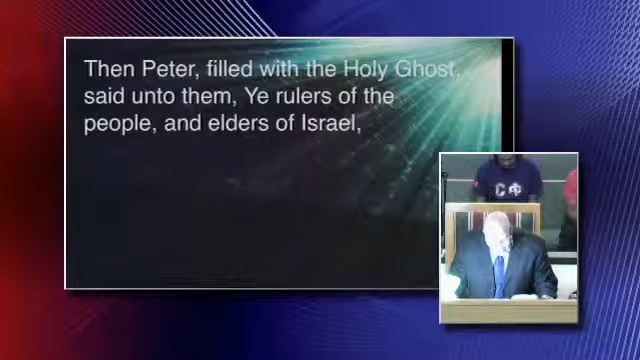 Then Peter, filled with the Holy Ghost,
said unto them, Ye rulers of the
people, and elders of Israel,